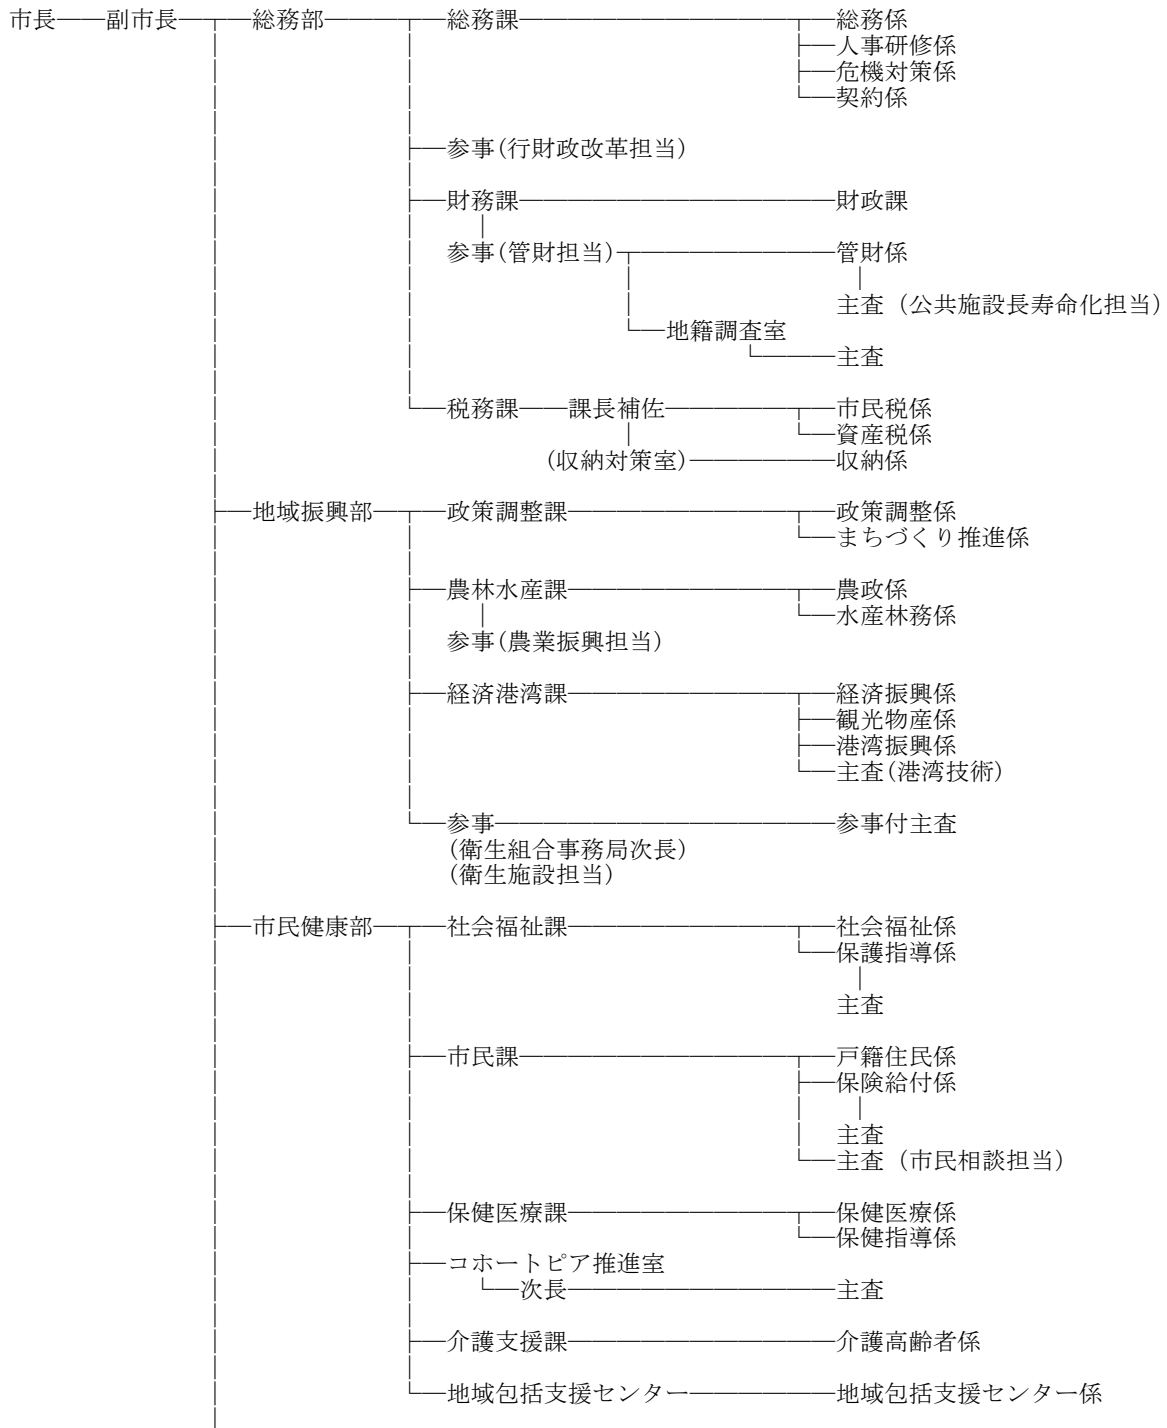 市長 副市長 総務部 総務課 総務係
人事研修係
危機対策係
契約係
参事(行財政改革担当)
財務課 財政課
参事(管財担当) 管財係
主査（公共施設長寿命化担当）
地籍調査室
主査
税務課 課長補佐 市民税係
資産税係
(収納対策室) 収納係
地域振興部 政策調整課 政策調整係
まちづくり推進係
農林水産課 農政係
水産林務係
参事(農業振興担当)
経済港湾課 経済振興係
観光物産係
港湾振興係
主査(港湾技術)
参事 参事付主査
(衛生組合事務局次長)
(衛生施設担当)
市民健康部 社会福祉課 社会福祉係
保護指導係
主査
市民課 戸籍住民係
保険給付係
主査
主査（市民相談担当）
保健医療課 保健医療係
保健指導係
コホートピア推進室
次長 主査
介護支援課 介護高齢者係
地域包括支援センター 地域包括支援センター係